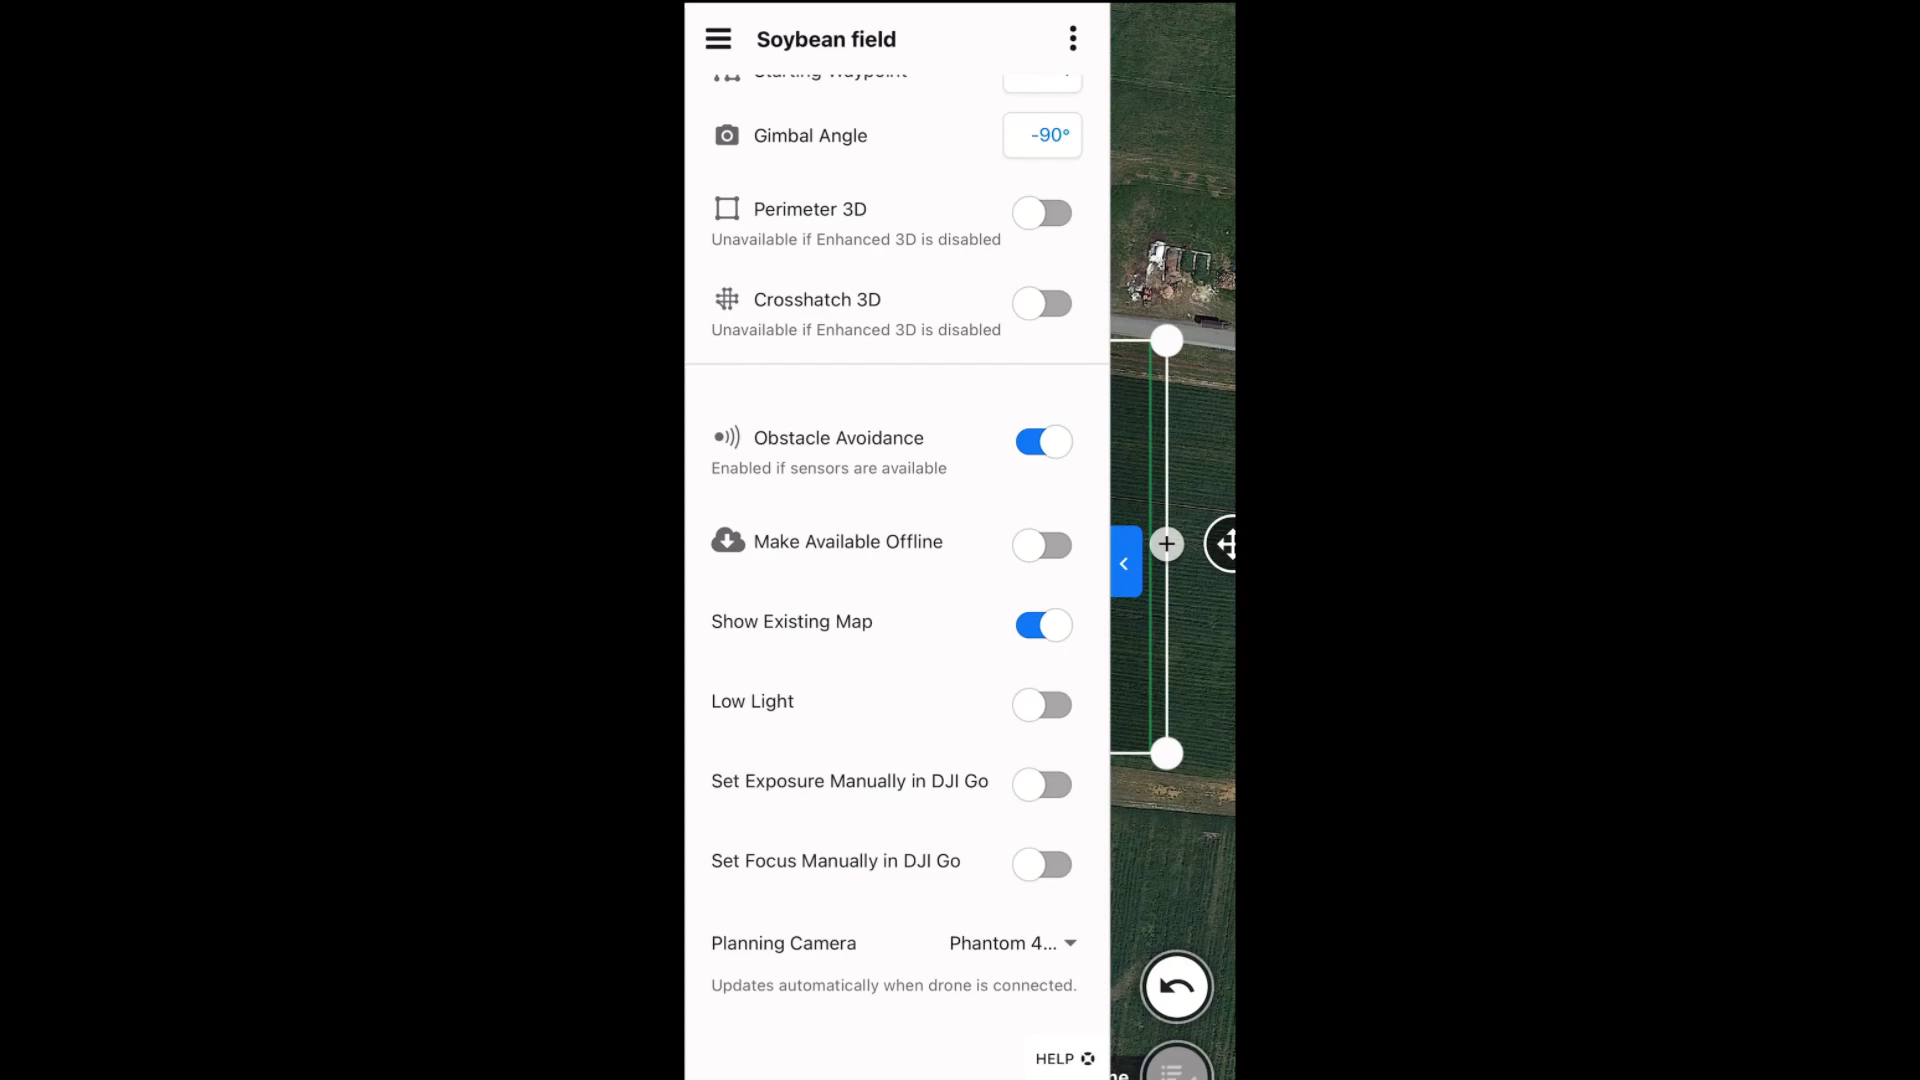 Soybean field
Starting Waypoint
Gimbal Angle
-90°
Perimeter 3D
Unavailable if Enhanced 3D is disabled
Crosshatch 3D
Unavailable if Enhanced 3D is disabled
Obstacle Avoidance
Enabled if sensors are available
Make Available Offline
Show Existing Map
Low Light
Set Exposure Manually in DJI Go
Set Focus Manually in DJI Go
Planning Camera
Phantom 4...
Updates automatically when drone is connected.
HELP